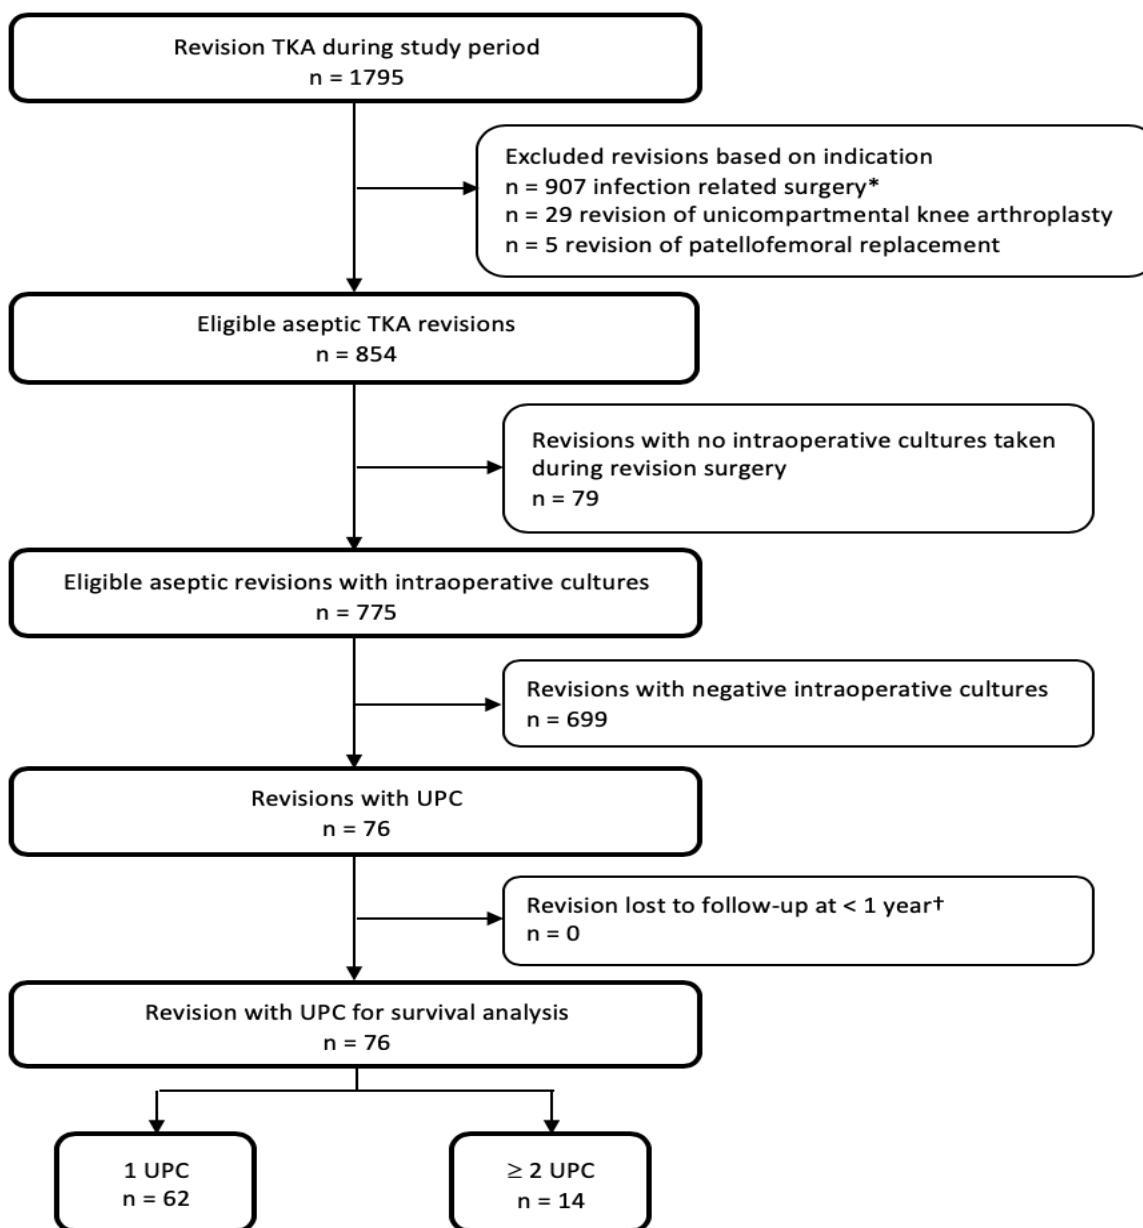 Revision TKA during study period
n = 1795
Excluded revisions based on indication
n = 907 infection related surgery*
n = 29 revision of unicompartmental knee arthroplasty
n = 5 revision of patellofemoral replacement
Eligible aseptic TKA revisions
n = 854
Revisions with no intraoperative cultures taken
during revision surgery
n = 79
Eligible aseptic revisions with intraoperative cultures
n = 775
Revisions with negative intraoperative cultures
n = 699
Revisions with UPC
n = 76
Revision lost to follow-up at < 1 year†
n = 0
Revision with UPC for survival analysis
n = 76
1 UPC
n = 62
≥ 2 UPC
n = 14